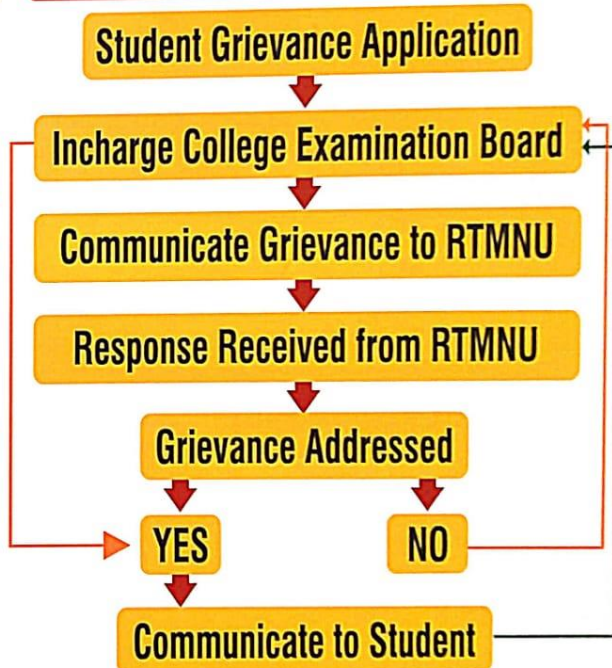 Student Grievance Application
Incharge College Examination Board
Communicate Grievance to RTMNU
Response Received from RTMNU
Grievance Addressed
YES
NO
Communicate to Student